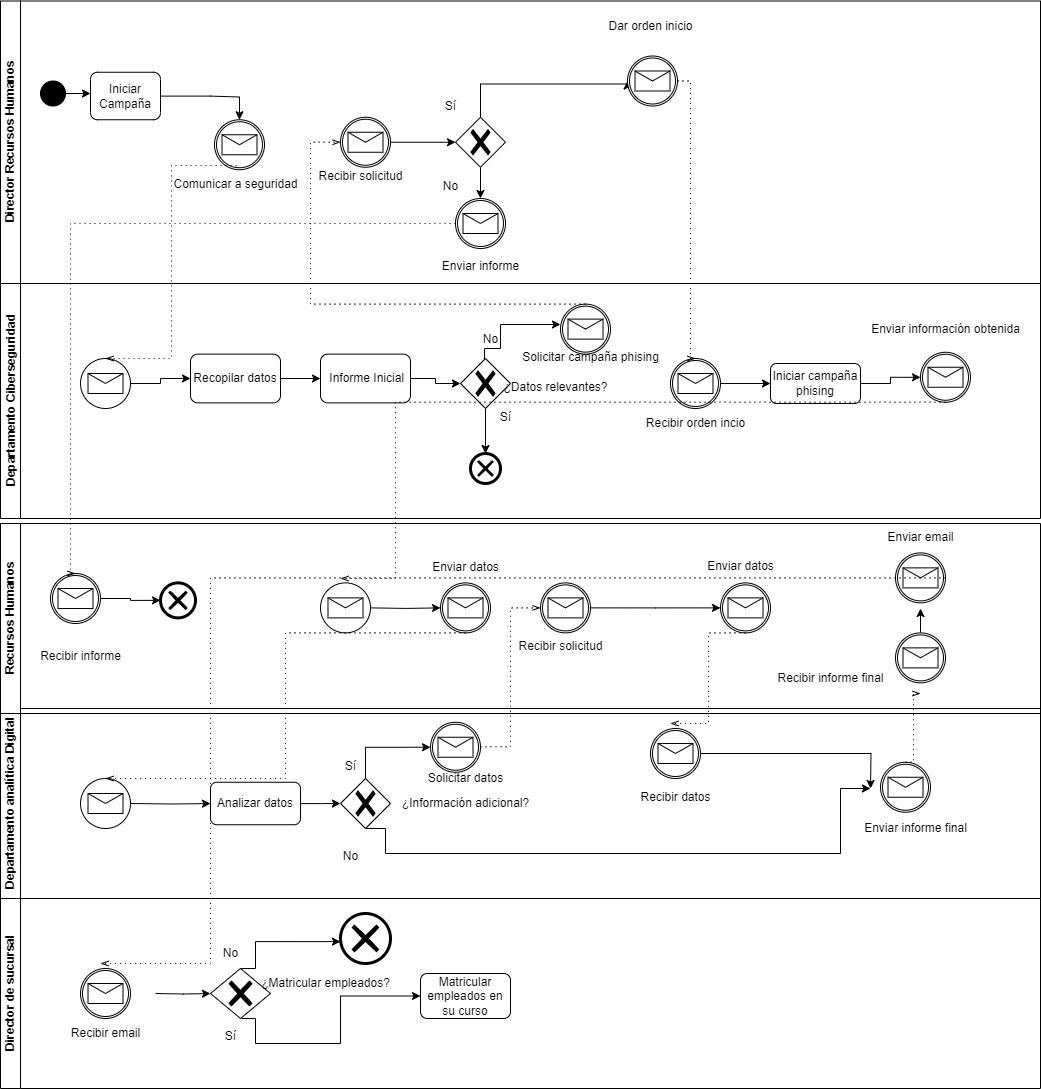 Director Recursos Humanos
Dar orden inicio
Iniciar
Campaña
Sí
Comunicar a seguridad
Recibir solicitud
No
Enviar informe
Departamento Ciberseguridad
Enviar información obtenida
No
Solicitar campaña phising
Recopilar datos
Informe Inicial
¿Datos relevantes?
Iniciar campaña
phising
Sí
Recibir orden incio
Recursos Humanos
Enviar email
Enviar datos
Enviar datos
Recibir solicitud
Recibir informe
Recibir informe final
Departamento analítica Digital
Sí
Solicitar datos
Analizar datos
¿Información adicional?
Recibir datos
Enviar informe final
No
Director de sucursal
No
¿Matricular empleados?
Matricular
empleados en
su curso
Recibir email
Sí